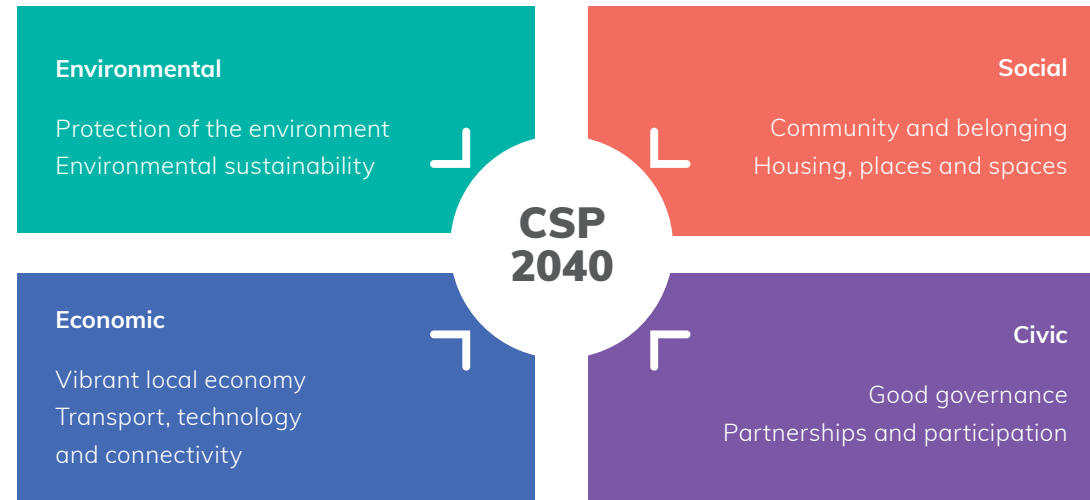 Environmental
Protection of the environment
Environmental sustainability
Social
Community and belonging
Housing, places and spaces
CSP
2040
Economic
Vibrant local economy
Transport, technology
and connectivity
Civic
Good governance
Partnerships and participation